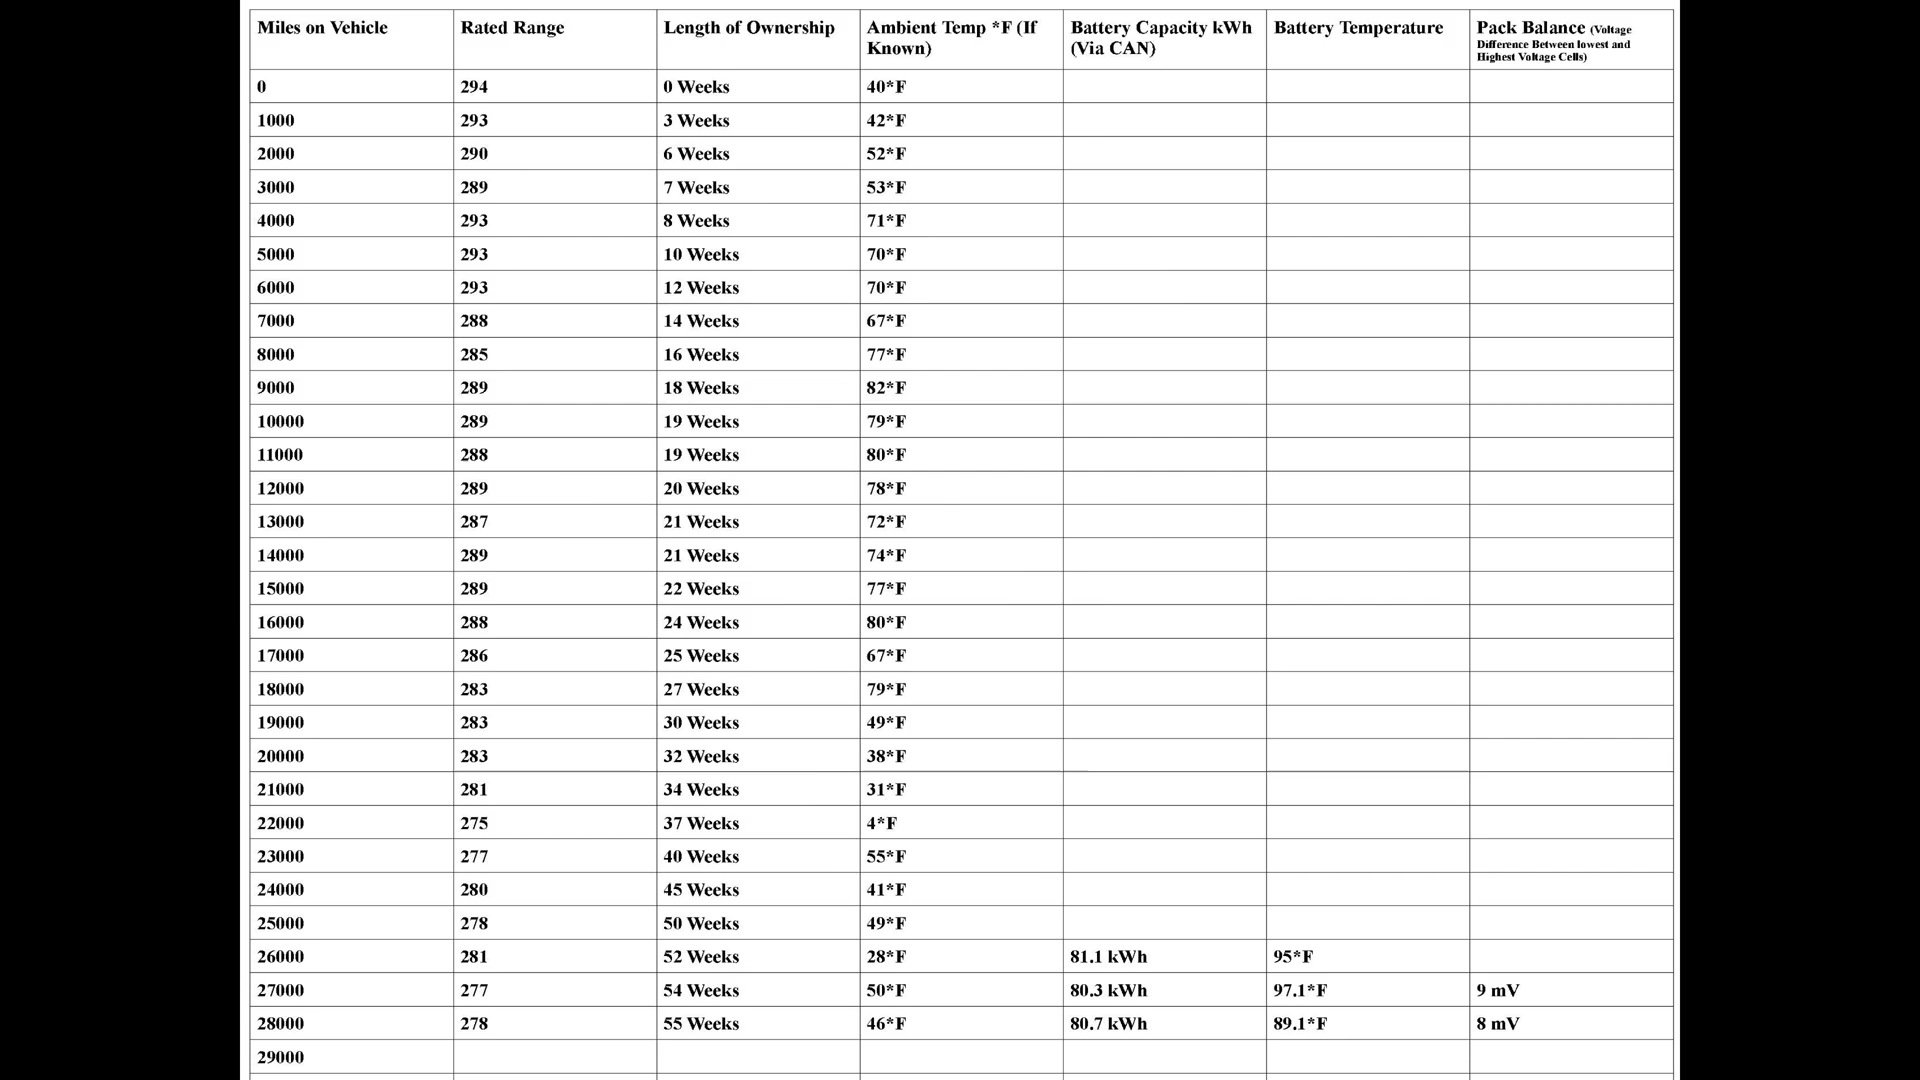 Miles on Vehicle Rated Range Length of Ownership Ambient Temp *F (If Known) Battery Capacity kWh (Via CAN) Battery Temperature Pack Balance (Voltage Difference Between lowest and Highest Voltage Cells)
0 294 0 Weeks 40*F
1000 293 3 Weeks 42*F
2000 290 6 Weeks 52*F
3000 289 7 Weeks 53*F
4000 293 8 Weeks 71*F
5000 293 10 Weeks 70*F
6000 293 12 Weeks 70*F
7000 288 14 Weeks 67*F
8000 285 16 Weeks 77*F
9000 289 18 Weeks 82*F
10000 289 19 Weeks 79*F
11000 288 19 Weeks 80*F
12000 289 20 Weeks 78*F
13000 287 21 Weeks 72*F
14000 289 21 Weeks 74*F
15000 289 22 Weeks 77*F
16000 288 24 Weeks 80*F
17000 286 25 Weeks 67*F
18000 283 27 Weeks 79*F
19000 283 30 Weeks 49*F
20000 283 32 Weeks 38*F
21000 281 34 Weeks 31*F
22000 275 37 Weeks 4*F
23000 277 40 Weeks 55*F
24000 280 45 Weeks 41*F
25000 278 50 Weeks 49*F
26000 281 52 Weeks 28*F 81.1 kWh 95*F
27000 277 54 Weeks 50*F 80.3 kWh 97.1*F 9 mV
28000 278 55 Weeks 46*F 80.7 kWh 89.1*F 8 mV
29000